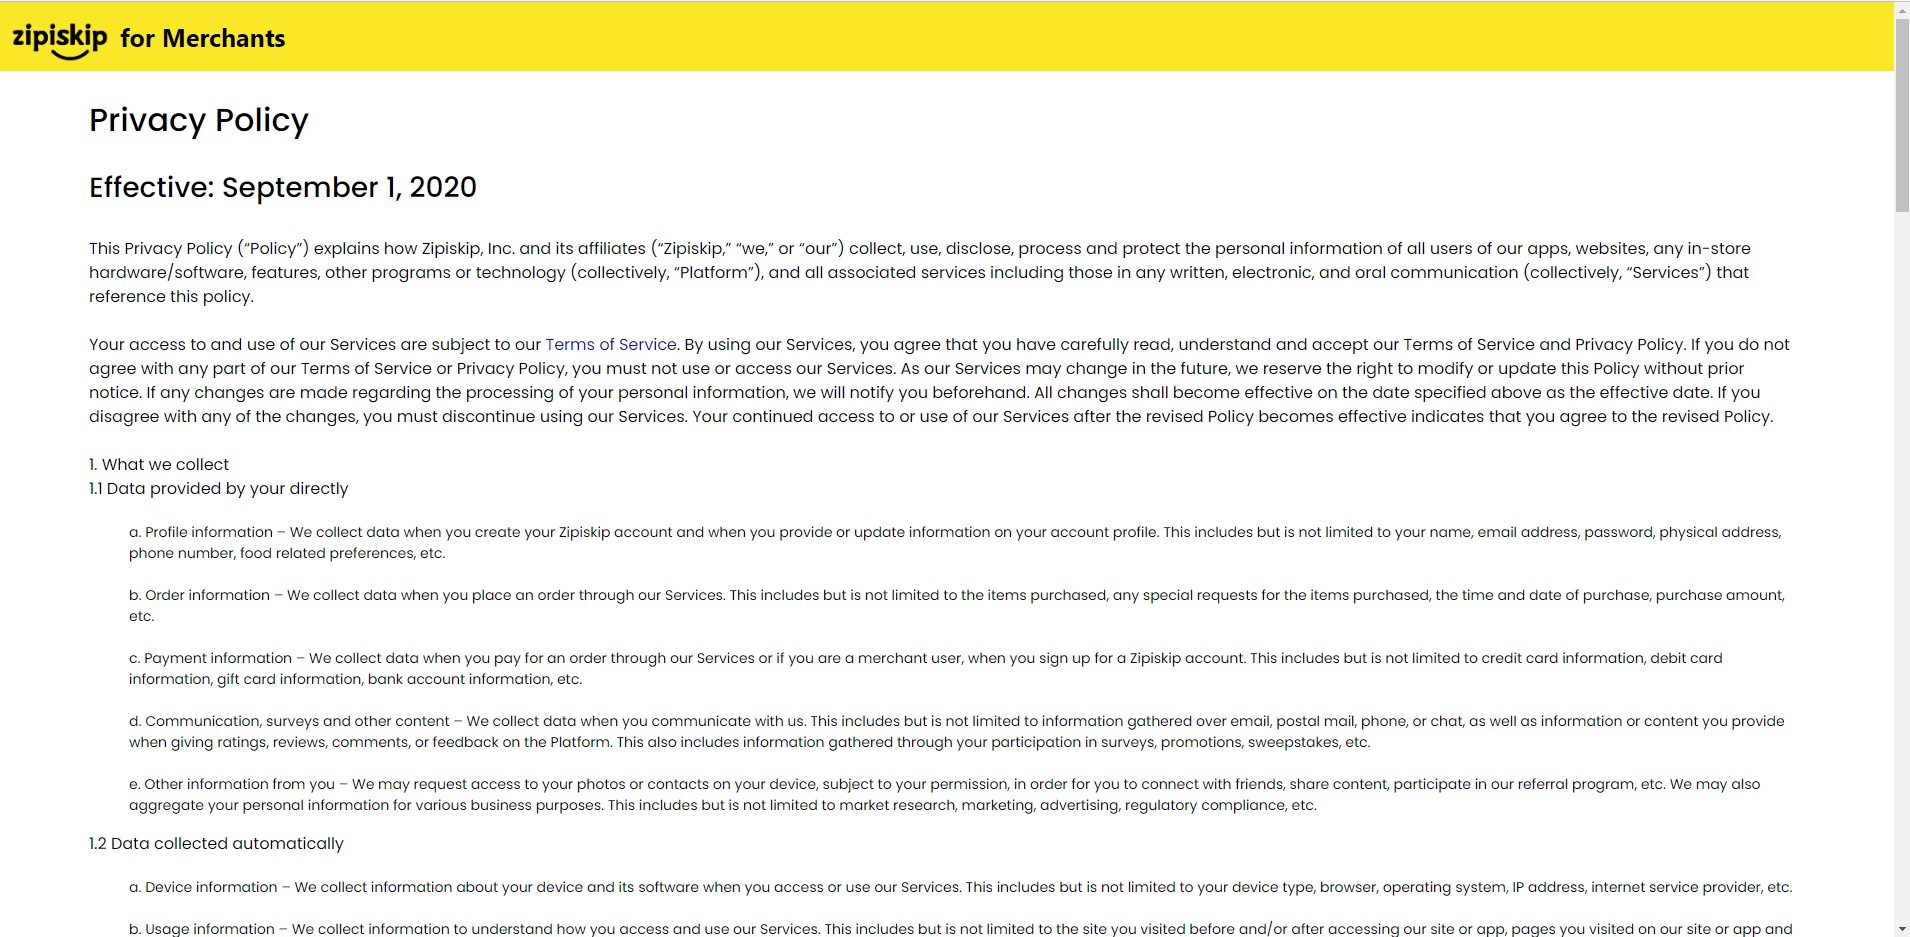 zipiskip for Merchants
Privacy Policy
Effective: September 1, 2020
This Privacy Policy (“Policy”) explains how Zipiskip, Inc. and its affiliates (“Zipiskip,” “we,” or “our”) collect, use, disclose, process and protect the personal information of all users of our apps, websites, any in-store
hardware/software, features, other programs or technology (collectively, “Platform”), and all associated services including those in any written, electronic, and oral communication (collectively, “Services”) that
reference this policy.
Your access to and use of our Services are subject to our Terms of Service. By using our Services, you agree that you have carefully read, understand and accept our Terms of Service and Privacy Policy. If you do not
agree with any part of our Terms of Service or Privacy Policy, you must not use or access our Services. As our Services may change in the future, we reserve the right to modify or update this Policy without prior
notice. If any changes are made regarding the processing of your personal information, we will notify you beforehand. All changes shall become effective on the date specified above as the effective date. If you
disagree with any of the changes, you must discontinue using our Services. Your continued access to or use of our Services after the revised Policy becomes effective indicates that you agree to the revised Policy.
1. What we collect
1.1 Data provided by your directly
a. Profile information – We collect data when you create your Zipiskip account and when you provide or update information on your account profile. This includes but is not limited to your name, email address, password, physical address,
phone number, food related preferences, etc.
b. Order information – We collect data when you place an order through our Services. This includes but is not limited to the items purchased, any special requests for the items purchased, the time and date of purchase, purchase amount,
etc.
c. Payment information – We collect data when you pay for an order through our Services or if you are a merchant user, when you sign up for a Zipiskip account. This includes but is not limited to credit card information, debit card
information, gift card information, bank account information, etc.
d. Communication, surveys and other content – We collect data when you communicate with us. This includes but is not limited to information gathered over email, postal mail, phone, or chat, as well as information or content you provide
when giving ratings, reviews, comments, or feedback on the Platform. This also includes information gathered through your participation in surveys, promotions, sweepstakes, etc.
e. Other information from you – We may request access to your photos or contacts on your device, subject to your permission, in order for you to connect with friends, share content, participate in our referral program, etc. We may also
aggregate your personal information for various business purposes. This includes but is not limited to market research, marketing, advertising, regulatory compliance, etc.
1.2 Data collected automatically
a. Device information – We collect information about your device and its software when you access or use our Services. This includes but is not limited to your device type, browser, operating system, IP address, internet service provider, etc.
b. Usage information – We collect information to understand how you access and use our Services. This includes but is not limited to the site you visited before and/or after accessing our site or app, pages you visited on our site or app and